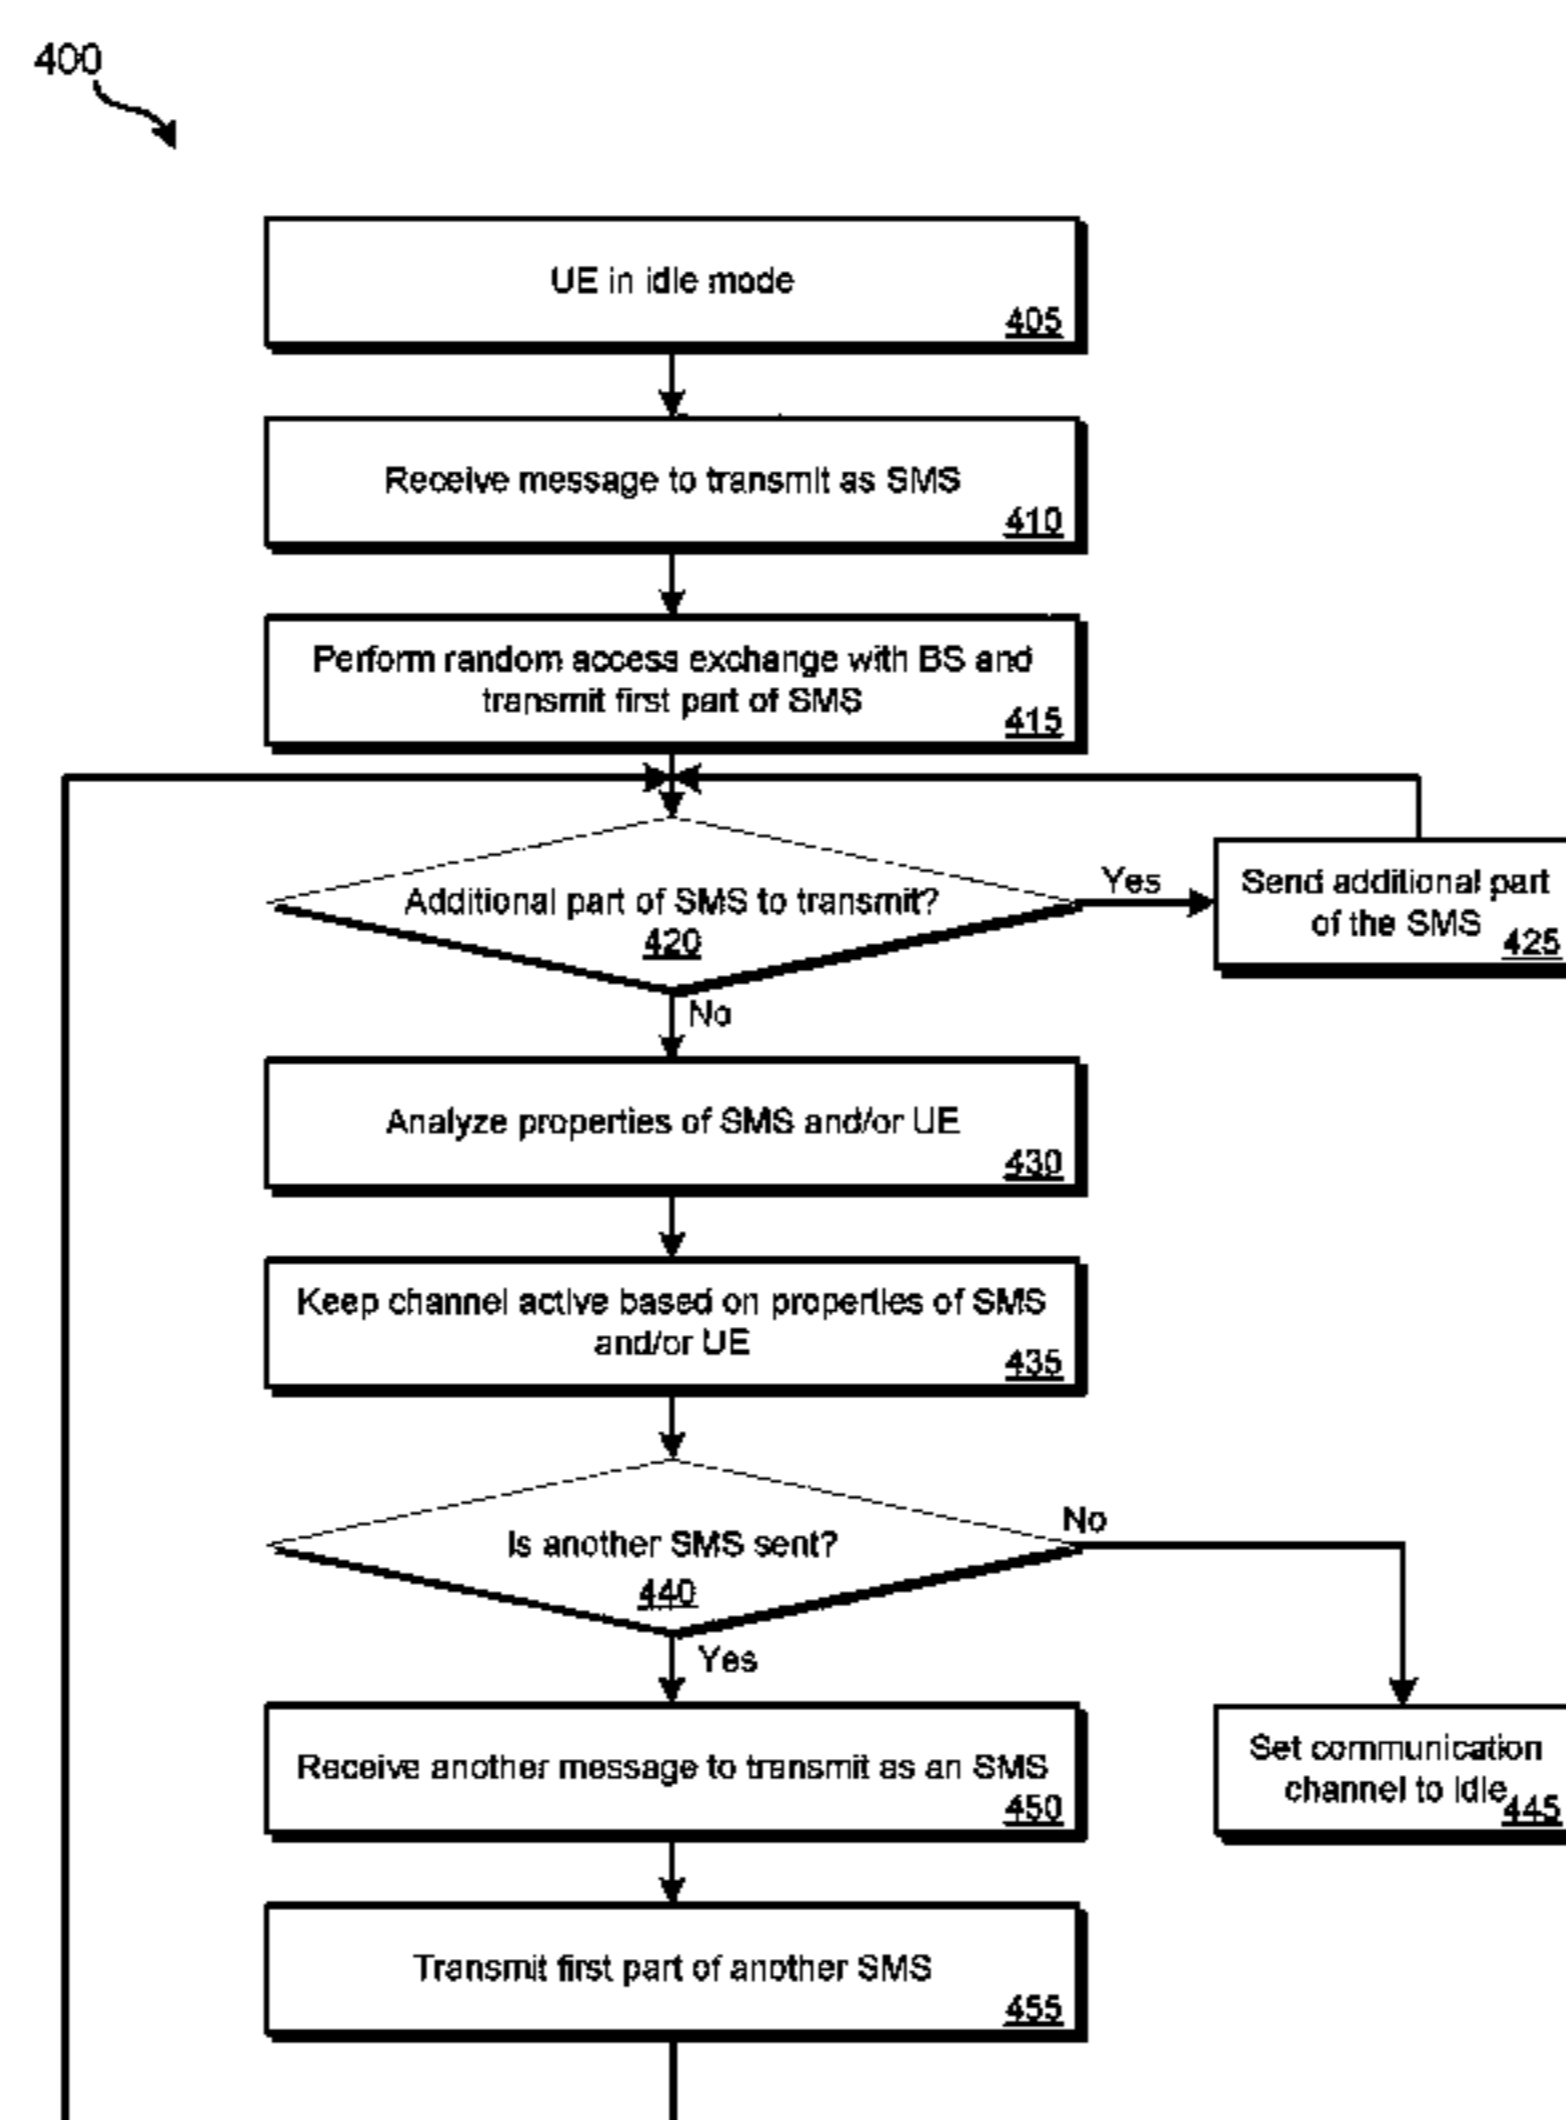 400
UE in idle mode
405
Receive message to transmit as SMS
410
Perform random access exchange with BS and
transmit first part of SMS
415
Additional part of SMS to transmit?
420
Yes
Send additional part
of the SMS
425
No
Analyze properties of SMS and/or UE
430
Keep channel active based on properties of SMS
and/or UE
435
Is another SMS sent?
440
No
Yes
Receive another message to transmit as an SMS
450
Set communication
channel to idle
445
Transmit first part of another SMS
455